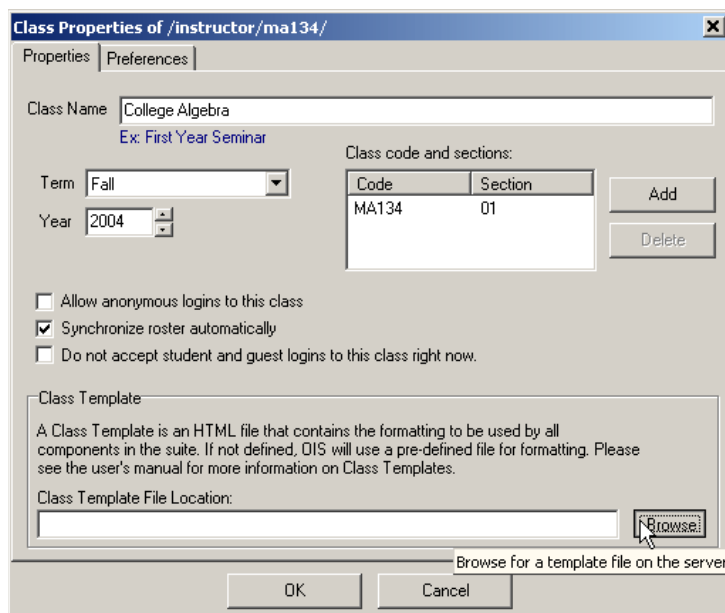 Class Properties of /instructor/ma134/
Properties Preferences
Class Name College Algebra
Ex: First Year Seminar
Class code and sections:
Term Fall
Code Section
Add
MA134 01
Year 2004
Delete
Allow anonymous logins to this class
Synchronize roster automatically
Do not accept student and guest logins to this class right now.
Class Template
A Class Template is an HTML file that contains the formatting to be used by all
components in the suite. If not defined, OIS will use a pre-defined file for formatting. Please
see the user's manual for more information on Class Templates.
Class Template File Location:
Browse
Browse for a template file on the server
OK Cancel